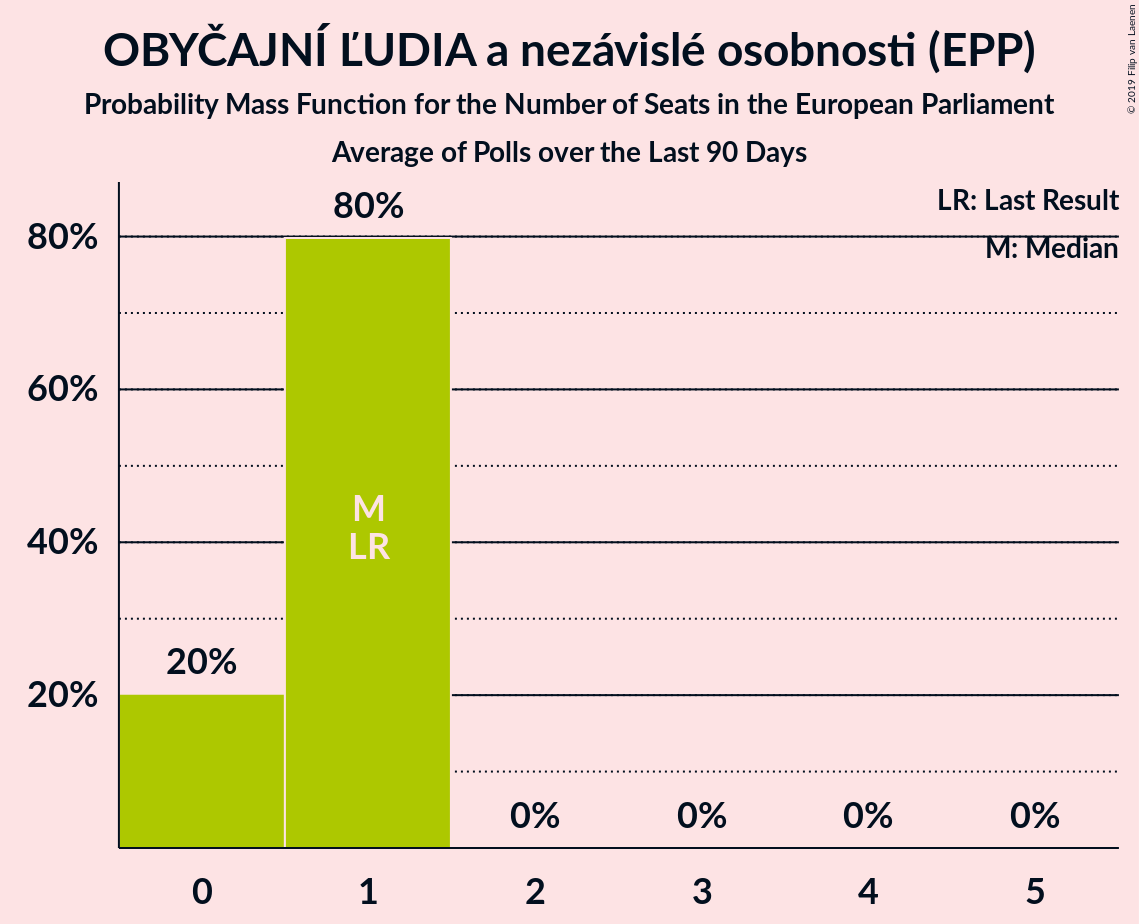 OBYČAJNÍ ĽUDIA a nezávislé osobnosti (EPP)
Probability Mass Function for the Number of Seats in the European Parliament
Average of Polls over the Last 90 Days
© 2019 Filip van Laenen
LR: Last Result
M: Median
80%
60%
40%
20%
20%
80%
M
LR
0%
0%
0%
0%
0
1
2
3
4
5